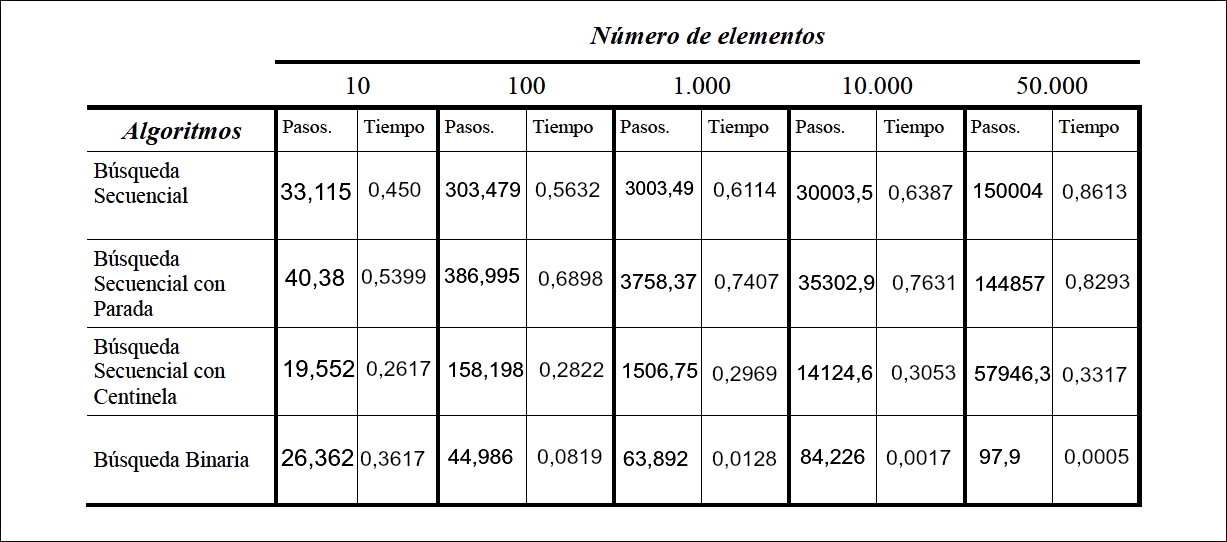 Número de elementos
10 100 1.000 10.000 50.000
Algoritmos Pasos. Tiempo Pasos. Tiempo Pasos. Tiempo Pasos. Tiempo Pasos. Tiempo
Búsqueda
Secuencial 33,115 0,450 303,479 0,5632 3003,49 0,6114 30003,5 0,6387 150004 0,8613
Búsqueda
Secuencial con 40,38 0,5399 386,995 0,6898 3758,37 0,7407 35302,9 0,7631 144857 0,8293
Parada
Búsqueda
Secuencial con 19,552 0,2617 158,198 0,2822 1506,75 0,2969 14124,6 0,3053 57946,3 0,3317
Centinela
Búsqueda Binaria 26,362 0,3617 44,986 0,0819 63,892 0,0128 84,226 0,0017 97,9 0,0005